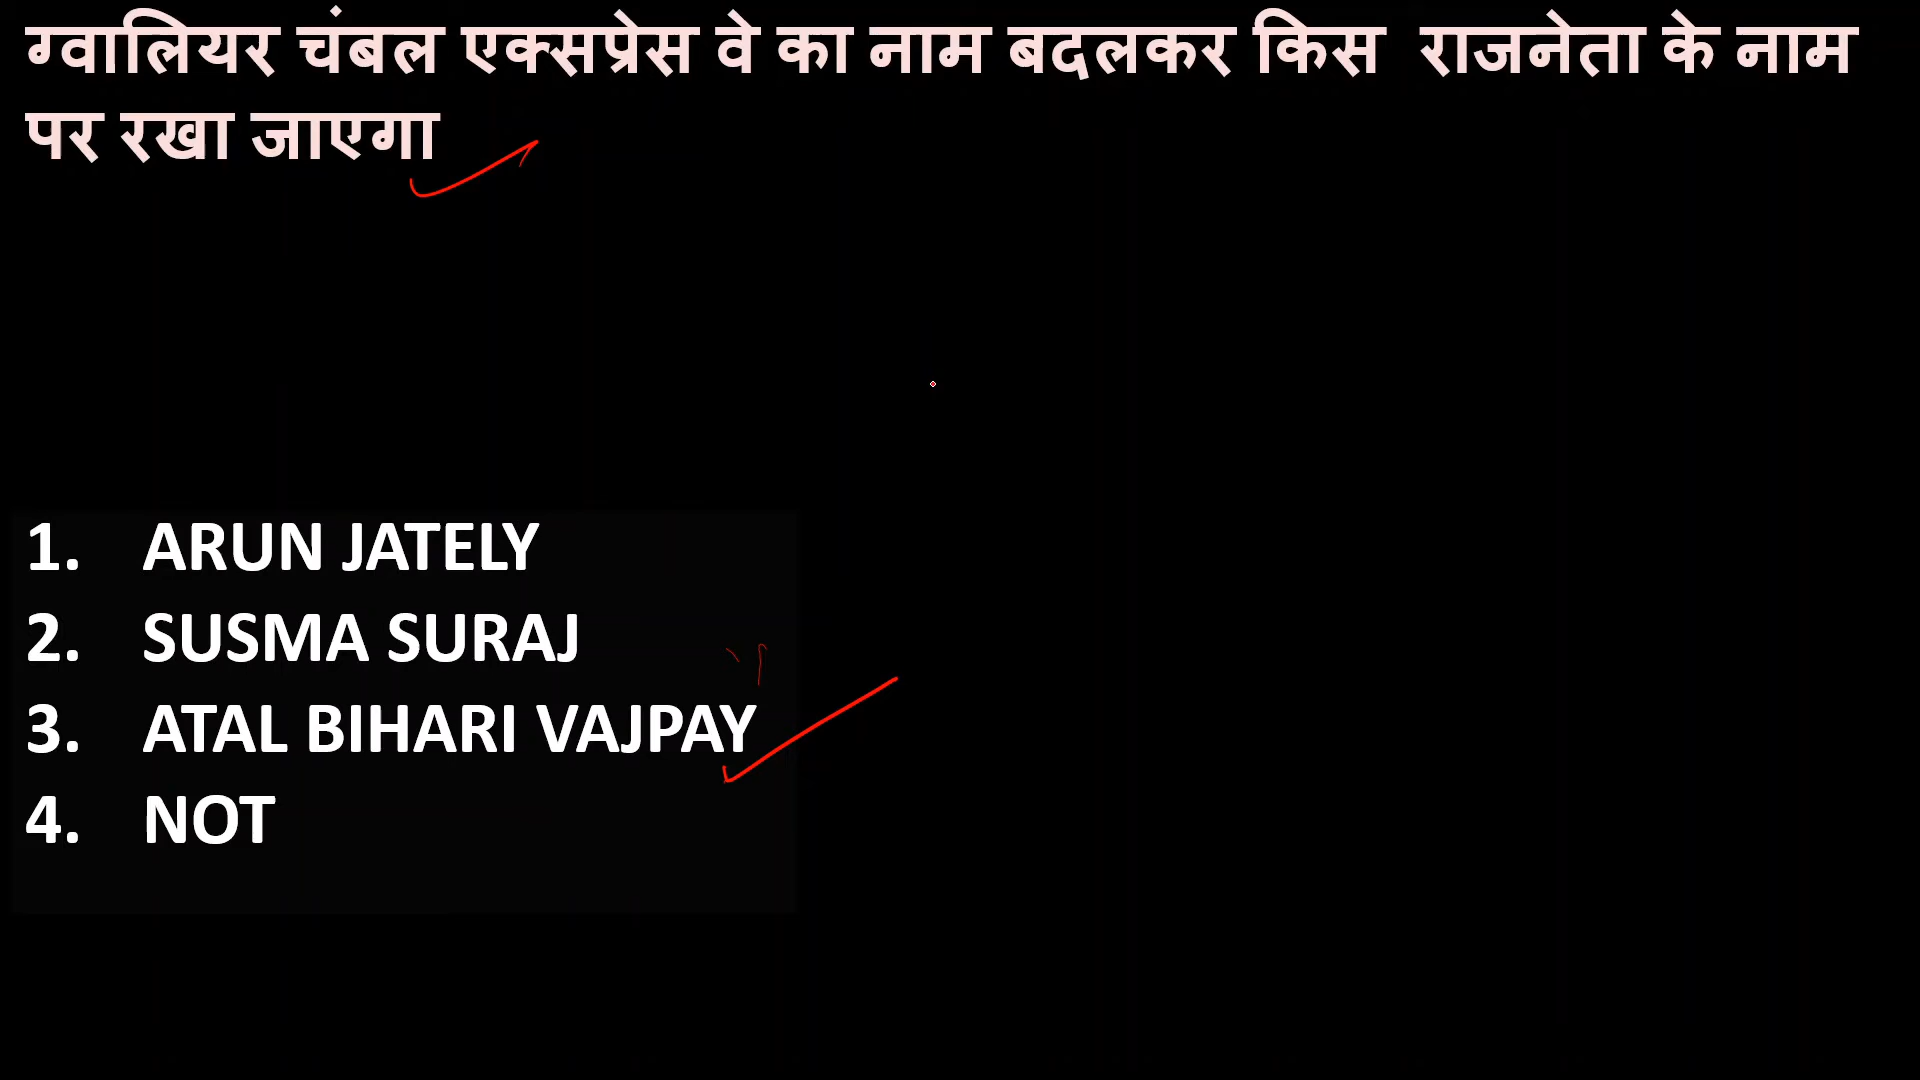 ग्वालियर चंबल एक्सप्रेस वे का नाम बदलकर किस राजनेता के नाम
पर रखा जाएगा
1. ARUN JATELY
2. SUSMA SURAJ
3. ATAL BIHARI VAJPAY
4. NOT